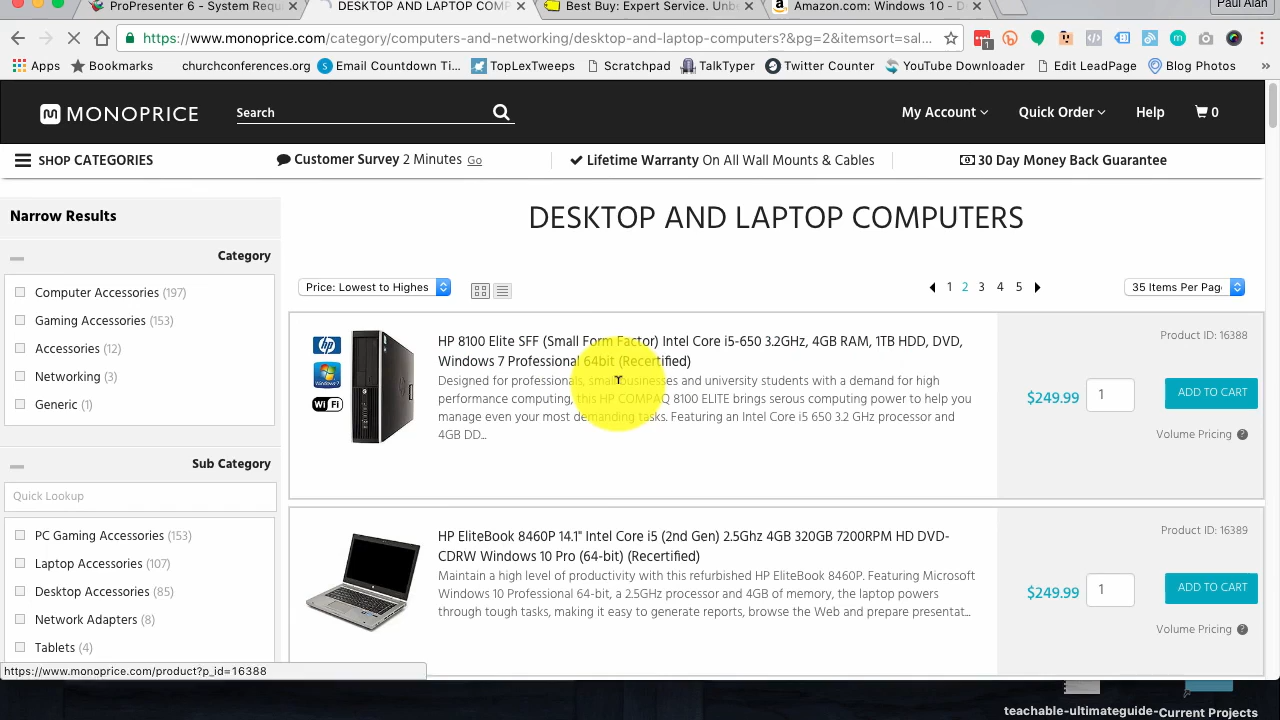 ProPresenter 6 - System Requi
DESKTOP AND LAPTOP COMP
Best Buy: Expert Service. Unbe
Amazon.com: Windows 10 - D
Paul Alan
https://www.monoprice.com/category/computers-and-networking/desktop-and-laptop-computers?&pg=2&itemsort=sal...
1
Apps Bookmarks churchconferences.org Email Countdown Ti... TopLexTweeps Scratchpad TalkTyper Twitter Counter YouTube Downloader Edit LeadPage Blog Photos »
MONOPRICE
Search
My Account Quick Order Help 0
SHOP CATEGORIES
Customer Survey 2 Minutes Go
Lifetime Warranty On All Wall Mounts & Cables
30 Day Money Back Guarantee
Narrow Results
Category
Computer Accessories (197)
Gaming Accessories (153)
Accessories (12)
Networking (3)
Generic (1)
Sub Category
Quick Lookup
PC Gaming Accessories (153)
Laptop Accessories (107)
Desktop Accessories (85)
Network Adapters (8)
Tablets (4)
DESKTOP AND LAPTOP COMPUTERS
Price: Lowest to Highes
1 2 3 4 5
35 Items Per Pag
hp
Windows 7
Wi Fi
HP 8100 Elite SFF (Small Form Factor) Intel Core i5-650 3.2GHz, 4GB RAM, 1TB HDD, DVD,
Windows 7 Professional 64bit (Recertified)
Designed for professionals, small businesses and university students with a demand for high
performance computing, this HP COMPAQ 8100 ELITE brings serous computing power to help you
manage even your most demanding tasks. Featuring an Intel Core i5 650 3.2 GHz processor and
4GB DD...
Product ID: 16388
$249.99 1 ADD TO CART
Volume Pricing ?
HP EliteBook 8460P 14.1" Intel Core i5 (2nd Gen) 2.5Ghz 4GB 320GB 7200RPM HD DVD-
CDRW Windows 10 Pro (64-bit) (Recertified)
Maintain a high level of productivity with this refurbished HP EliteBook 8460P. Featuring Microsoft
Windows 10 Professional 64-bit, a 2.5GHz processor and 4GB of memory, the laptop powers
through tough tasks, making it easy to generate reports, browse the Web and prepare presentat...
Product ID: 16389
$249.99 1 ADD TO CART
Volume Pricing ?
https://www.monoprice.com/product?p_id=16388
teachable-ultimateguide-
Current Projects